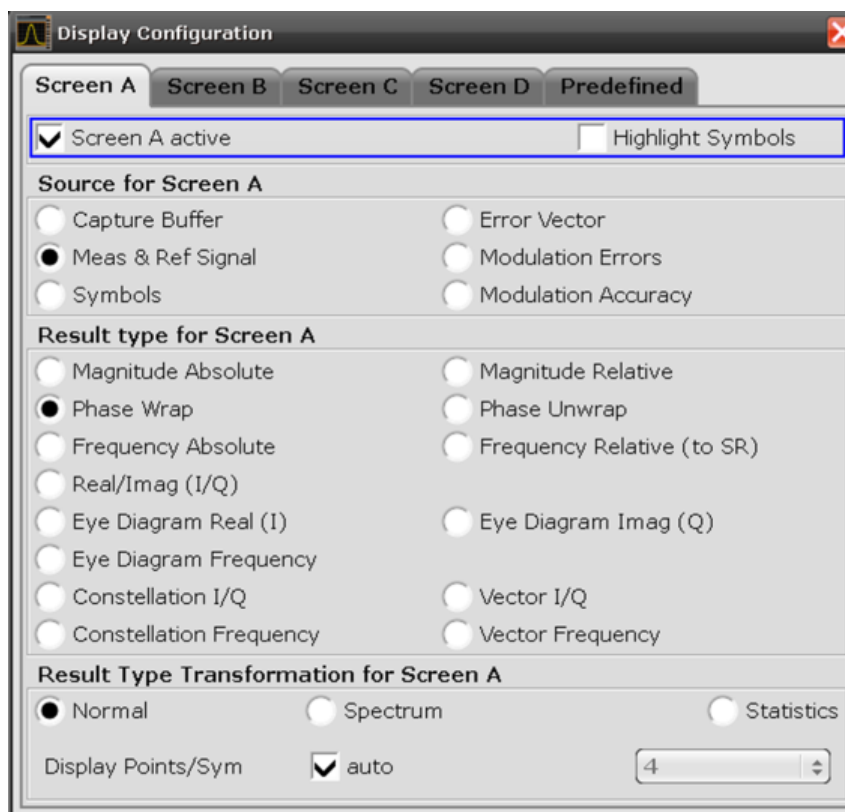 Display Configuration
Screen A Screen B Screen C Screen D Predefined
Screen A active Highlight Symbols
Source for Screen A
Capture Buffer Error Vector
Meas & Ref Signal Modulation Errors
Symbols Modulation Accuracy
Result type for Screen A
Magnitude Absolute Magnitude Relative
Phase Wrap Phase Unwrap
Frequency Absolute Frequency Relative (to SR)
Real/Imag (I/Q)
Eye Diagram Real (I) Eye Diagram Imag (Q)
Eye Diagram Frequency
Constellation I/Q Vector I/Q
Constellation Frequency Vector Frequency
Result Type Transformation for Screen A
Normal Spectrum Statistics
Display Points/Sym auto 4